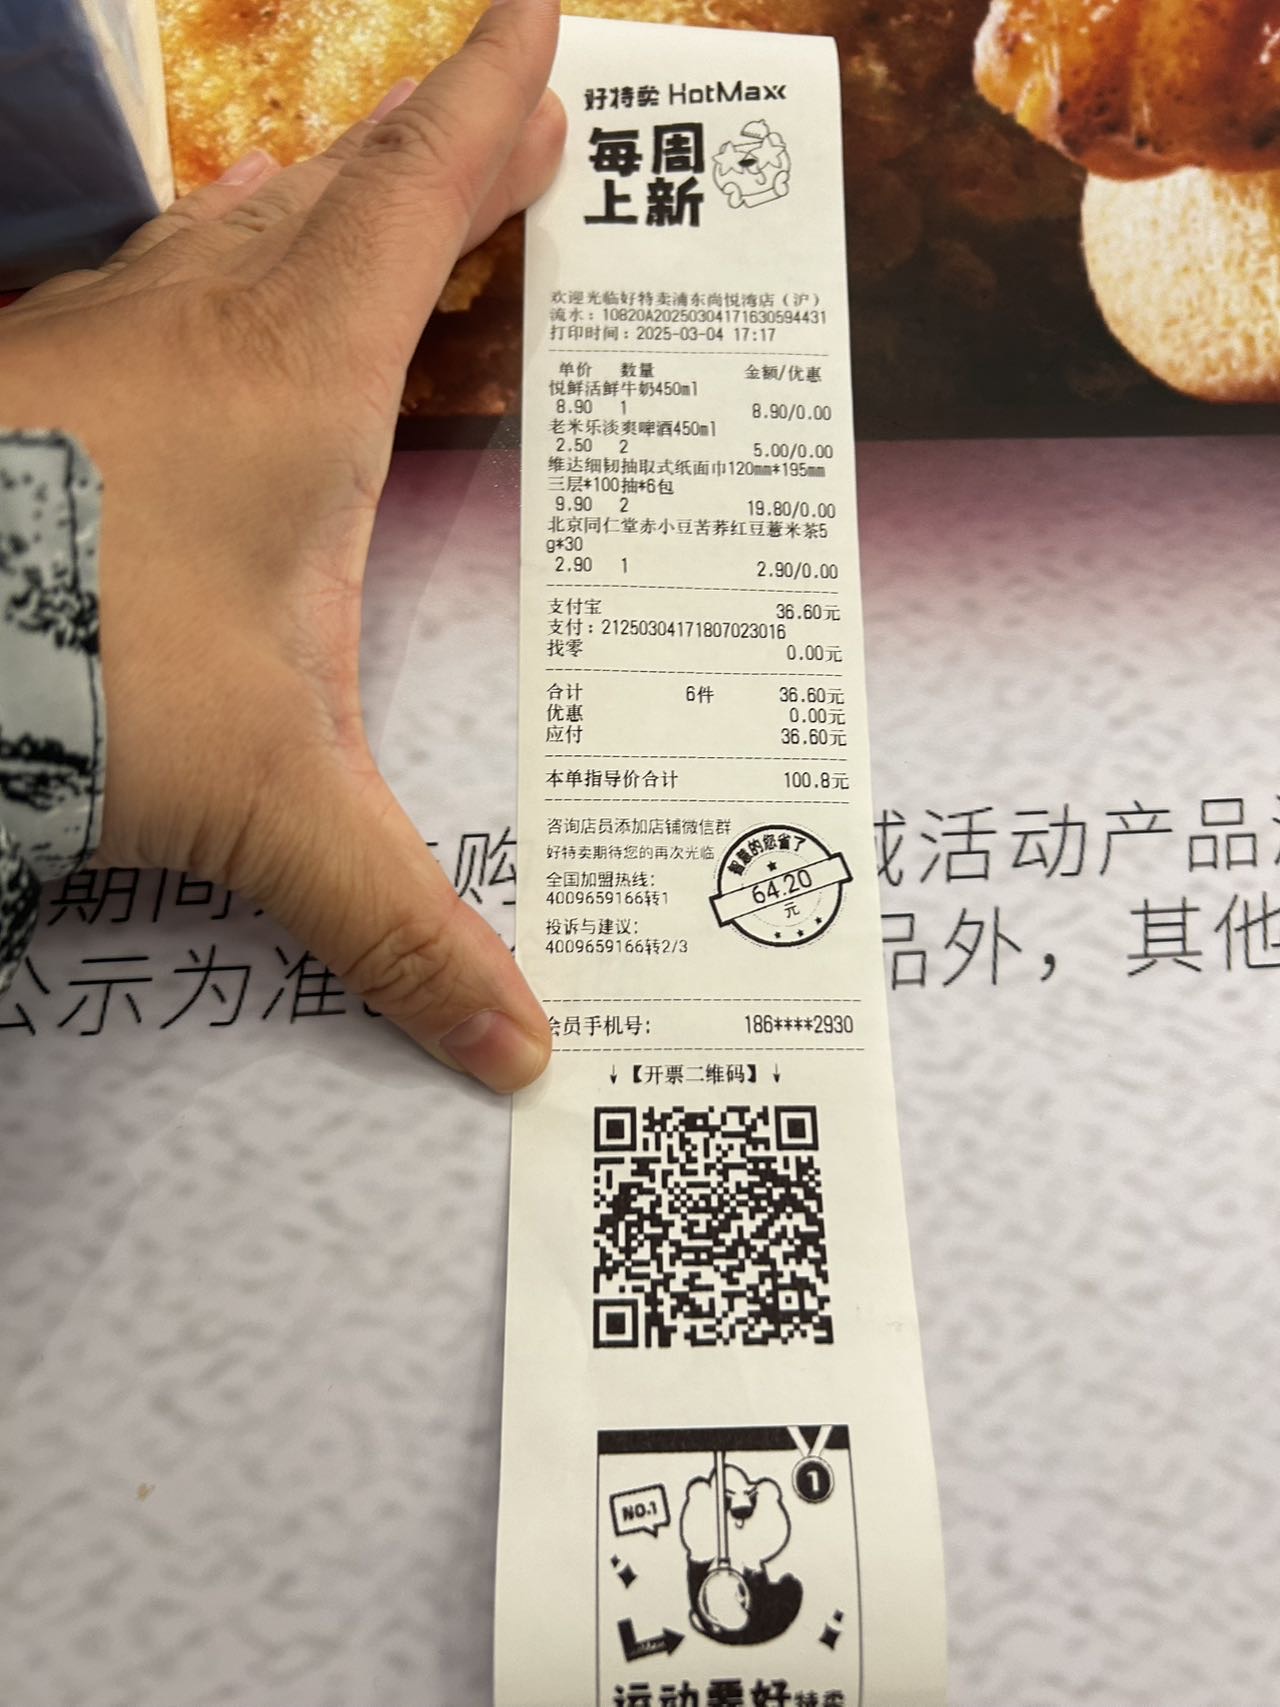 好特卖 HotMaxx
每周
上新
欢迎光临好特卖浦东尚悦湾店（沪）
流水：10820A20250304171630594431
打印时间：2025-03-04 17:17
单价 数量 金额/优惠
悦鲜活鲜牛奶450ml
8.90 1 8.90/0.00
老米乐淡爽啤酒450ml
2.50 2 5.00/0.00
维达细韧抽取式纸面巾120mm*195mm
三层*100抽*6包
9.90 2 19.80/0.00
北京同仁堂赤小豆苦荞红豆薏米茶5
g*30
2.90 1 2.90/0.00
支付宝 36.60元
支付：21250304171807023016
找零 0.00元
合计 6件 36.60元
优惠 0.00元
应付 36.60元
本单指导价合计 100.8元
咨询店员添加店铺微信群
好特卖期待您的再次光临
全国加盟热线：
4009659166转1
投诉与建议：
4009659166转2/3
智慧的您省了
64.20
元
会员手机号： 186****2930
↓【开票二维码】↓
NO.1
1
运动要好特卖
期间 购 或活动产品
公示为准 品外，其他